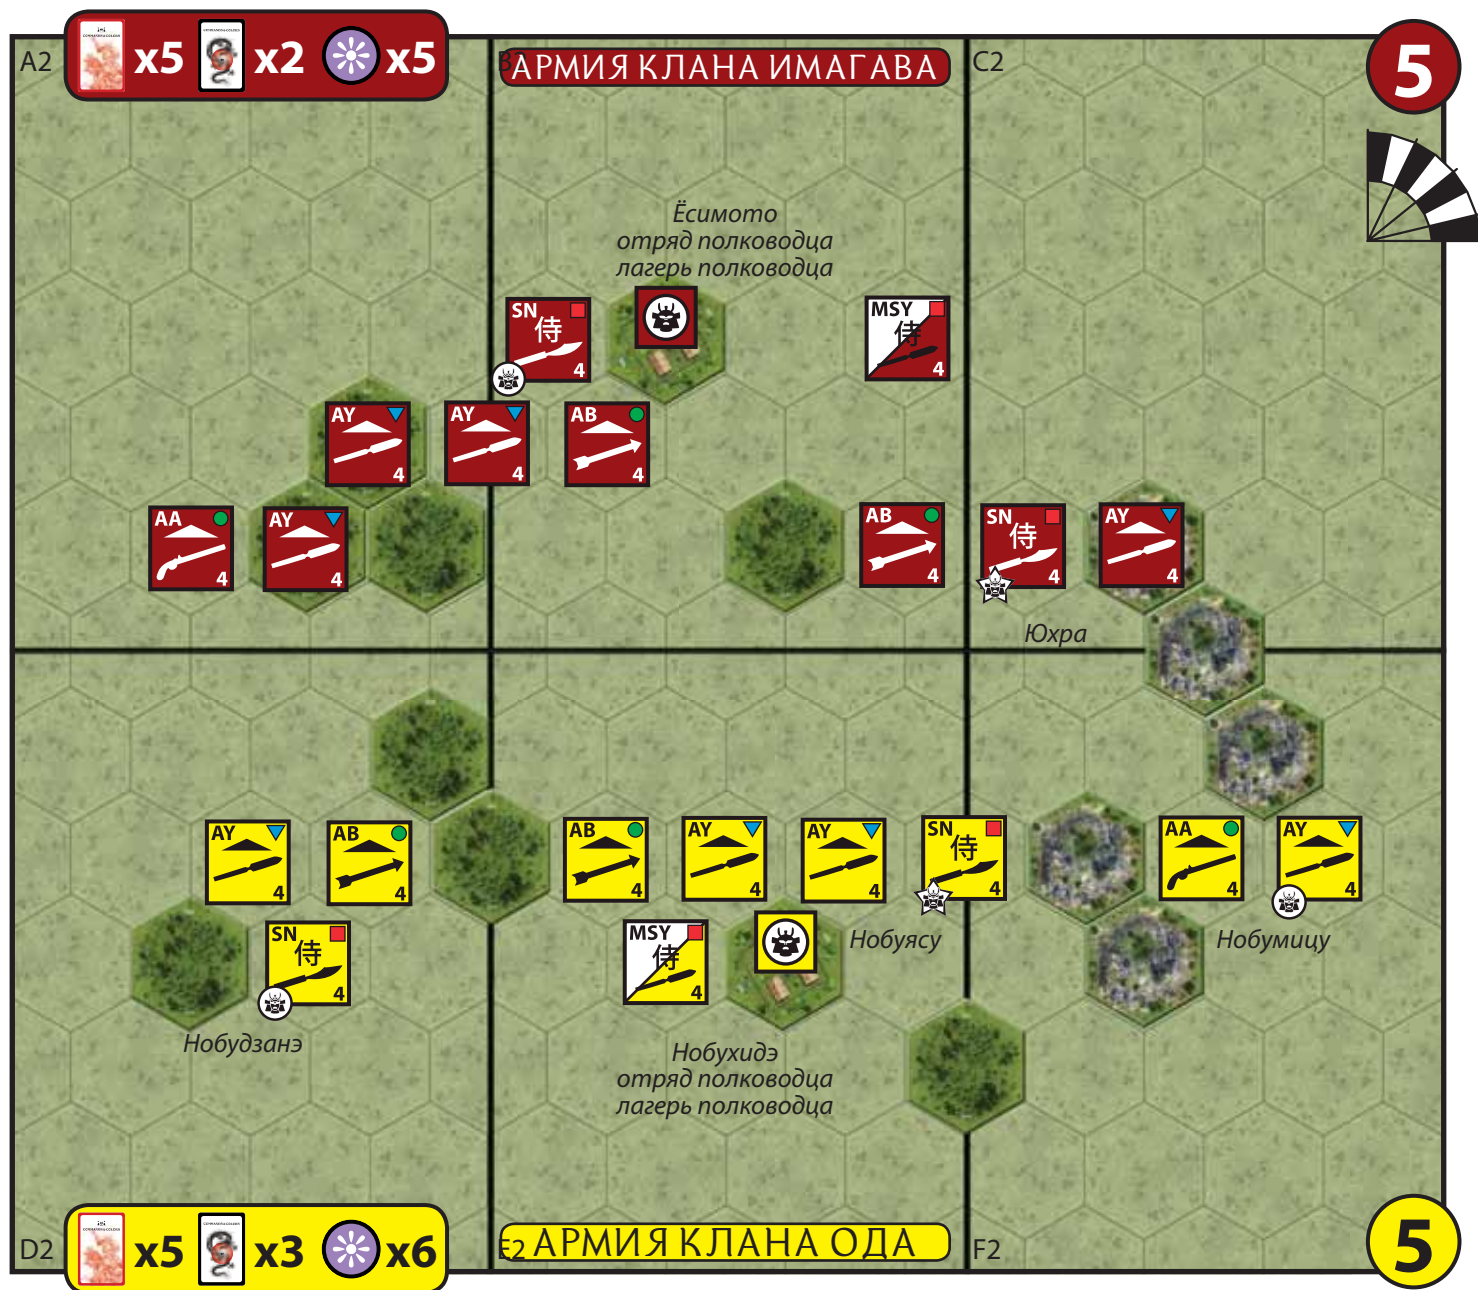 A2
x5
x2
x5
АРМИЯ КЛАНА ИМАГАВА
C2
5
Ёсимото
отряд полководца
лагерь полководца
SN
侍
4
MSY
侍
4
AY
4
AY
4
AB
4
AA
4
AY
4
AB
4
SN
侍
4
AY
4
Юхра
AY
4
AB
4
AB
4
AY
4
AY
4
SN
侍
4
AA
4
AY
4
SN
侍
4
MSY
侍
4
Нобуясу
Нобумицу
Нобудзанэ
Нобухидэ
отряд полководца
лагерь полководца
D2
x5
x3
x6
E2
АРМИЯ КЛАНА ОДА
F2
5